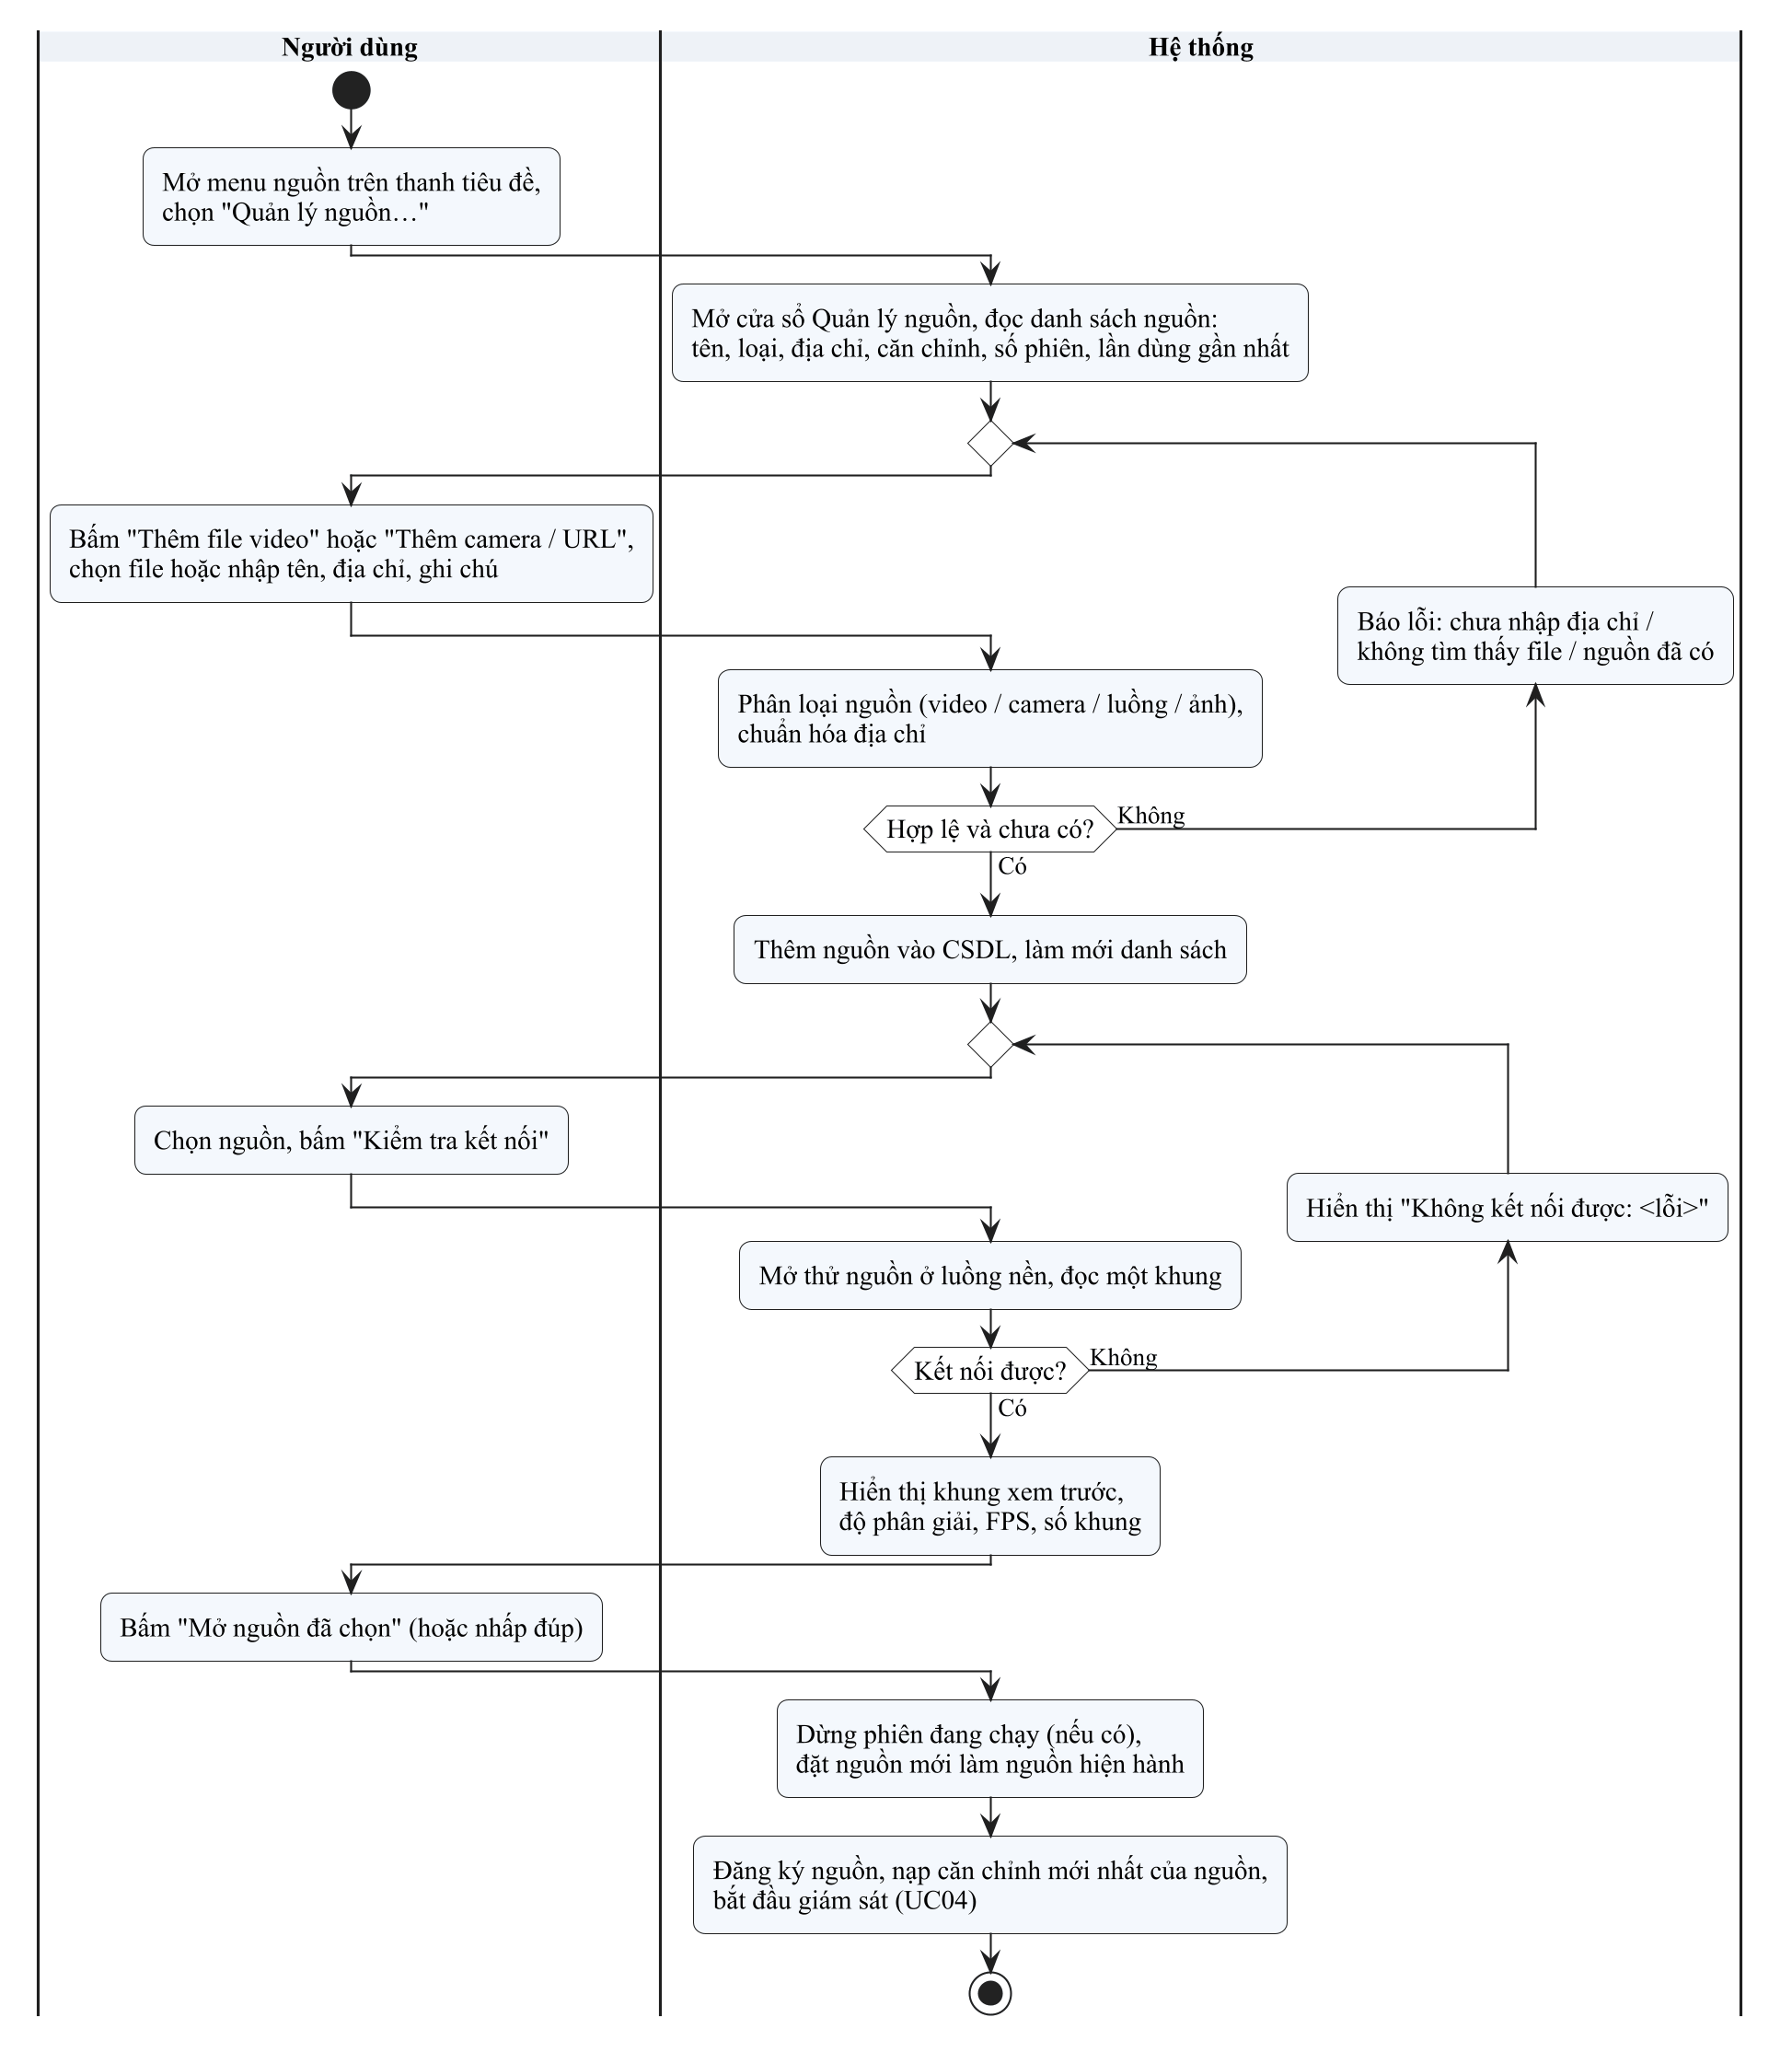 Người dùng
Hệ thống
Mở menu nguồn trên thanh tiêu đề,
chọn "Quản lý nguồn…"
Mở cửa sổ Quản lý nguồn, đọc danh sách nguồn:
tên, loại, địa chỉ, căn chỉnh, số phiên, lần dùng gần nhất
Bấm "Thêm file video" hoặc "Thêm camera / URL",
chọn file hoặc nhập tên, địa chỉ, ghi chú
Báo lỗi: chưa nhập địa chỉ /
không tìm thấy file / nguồn đã có
Phân loại nguồn (video / camera / luồng / ảnh),
chuẩn hóa địa chỉ
Hợp lệ và chưa có?
Không
Có
Thêm nguồn vào CSDL, làm mới danh sách
Chọn nguồn, bấm "Kiểm tra kết nối"
Hiển thị "Không kết nối được: <lỗi>"
Mở thử nguồn ở luồng nền, đọc một khung
Kết nối được?
Không
Có
Hiển thị khung xem trước,
độ phân giải, FPS, số khung
Bấm "Mở nguồn đã chọn" (hoặc nhấp đúp)
Dừng phiên đang chạy (nếu có),
đặt nguồn mới làm nguồn hiện hành
Đăng ký nguồn, nạp căn chỉnh mới nhất của nguồn,
bắt đầu giám sát (UC04)